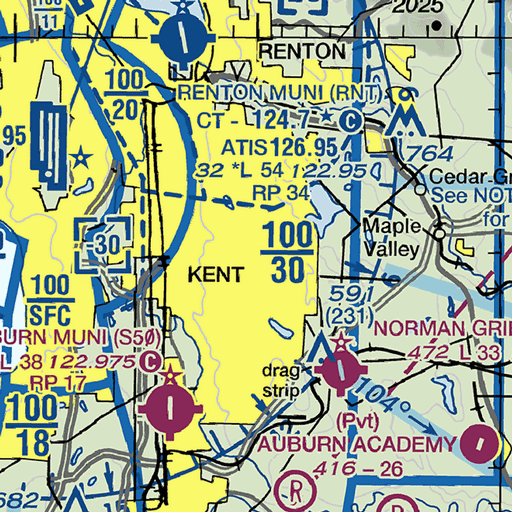 100
11
2025
RENTON
100
20
RENTON MUNI (RNT)
CT - 124.7 * C
95
ATIS 126.95
764
32 *L 54 122.95 C
RP 34
Cedar Gr
See NOT
for
Maple
Valley
-30
100
30
KENT
100
SFC
591
(231)
NORMAN GRIE
472 L 33
BURN MUNI (S50)
L 38 122.975 C
RP 17
drag
strip
104°
100
18
(Pvt)
AUBURN ACADEMY
416 - 26
R
682